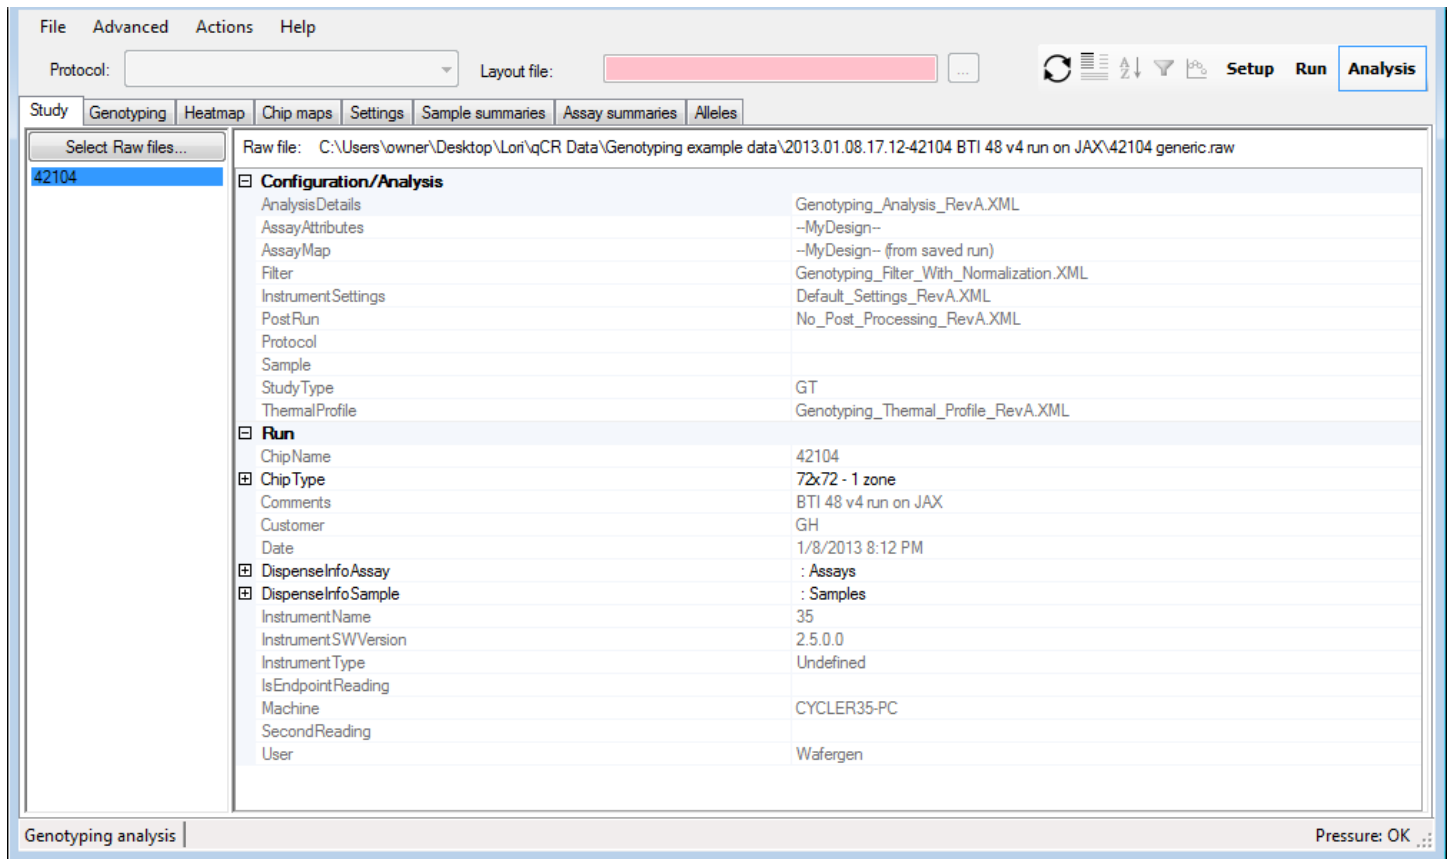 File Advanced Actions Help
Protocol: Layout file: ... Setup Run Analysis
Study Genotyping Heatmap Chip maps Settings Sample summaries Assay summaries Alleles
Select Raw files... Raw file: C:\Users\owner\Desktop\Lori\qCR Data\Genotyping example data\2013.01.08.17.12-42104 BTI 48 v4 run on JAX\42104 generic.raw
42104
Configuration/Analysis
AnalysisDetails Genotyping_Analysis_RevA.XML
AssayAttributes --MyDesign--
AssayMap --MyDesign-- (from saved run)
Filter Genotyping_Filter_With_Normalization.XML
InstrumentSettings Default_Settings_RevA.XML
PostRun No_Post_Processing_RevA.XML
Protocol
Sample
StudyType GT
ThermalProfile Genotyping_Thermal_Profile_RevA.XML
Run
ChipName 42104
ChipType 72x72 - 1 zone
Comments BTI 48 v4 run on JAX
Customer GH
Date 1/8/2013 8:12 PM
DispenseInfoAssay : Assays
DispenseInfoSample : Samples
InstrumentName 35
InstrumentSWVersion 2.5.0.0
InstrumentType Undefined
IsEndpointReading
Machine CYCLER35-PC
SecondReading
User Wafergen
Genotyping analysis Pressure: OK